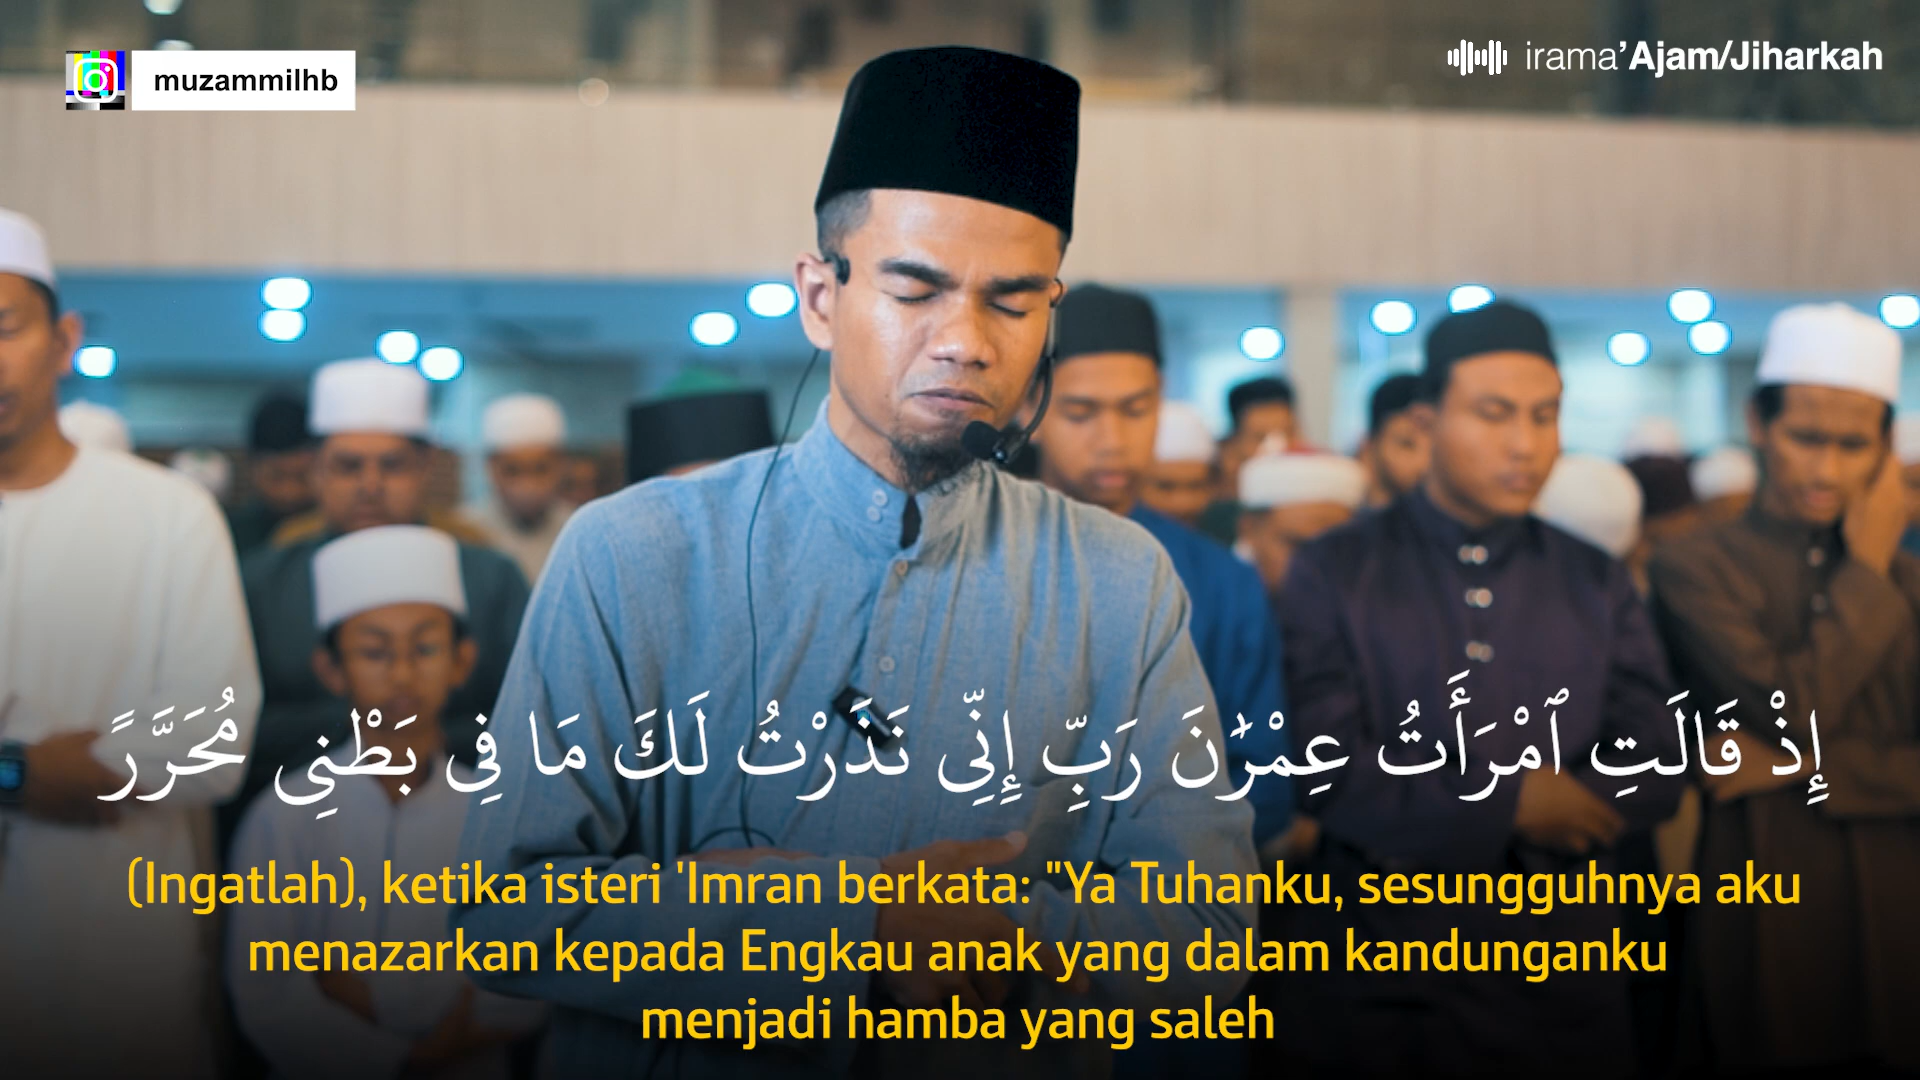 muzammilhb
irama'Ajam/Jiharkah
إِذْ قَالَتِ ٱمْرَأَتُ عِمْرَٰنَ رَبِّ إِنِّى نَذَرْتُ لَكَ مَا فِى بَطْنِى مُحَرَّرً
(Ingatlah), ketika isteri 'Imran berkata: "Ya Tuhanku, sesungguhnya aku
menazarkan kepada Engkau anak yang dalam kandunganku
menjadi hamba yang saleh